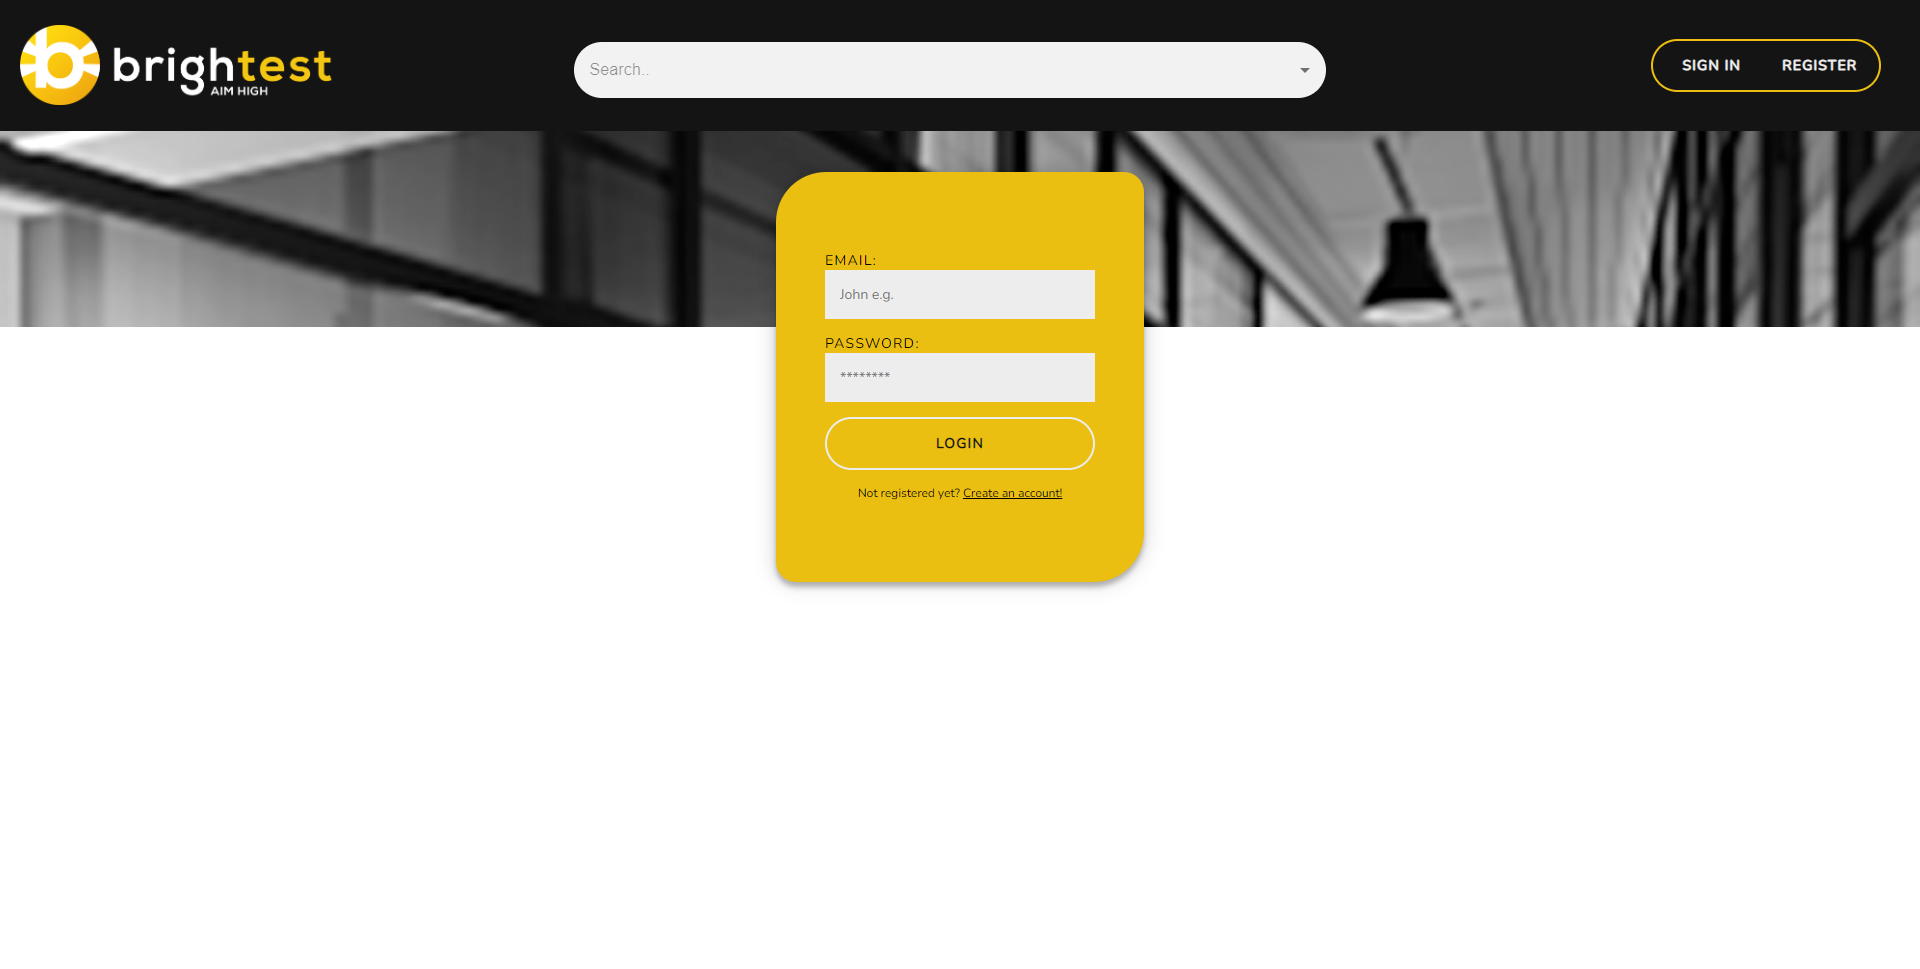 brightest
AIM HIGH
Search..
SIGN IN REGISTER
EMAIL:
John e.g.
PASSWORD:
********
LOGIN
Not registered yet? Create an account!